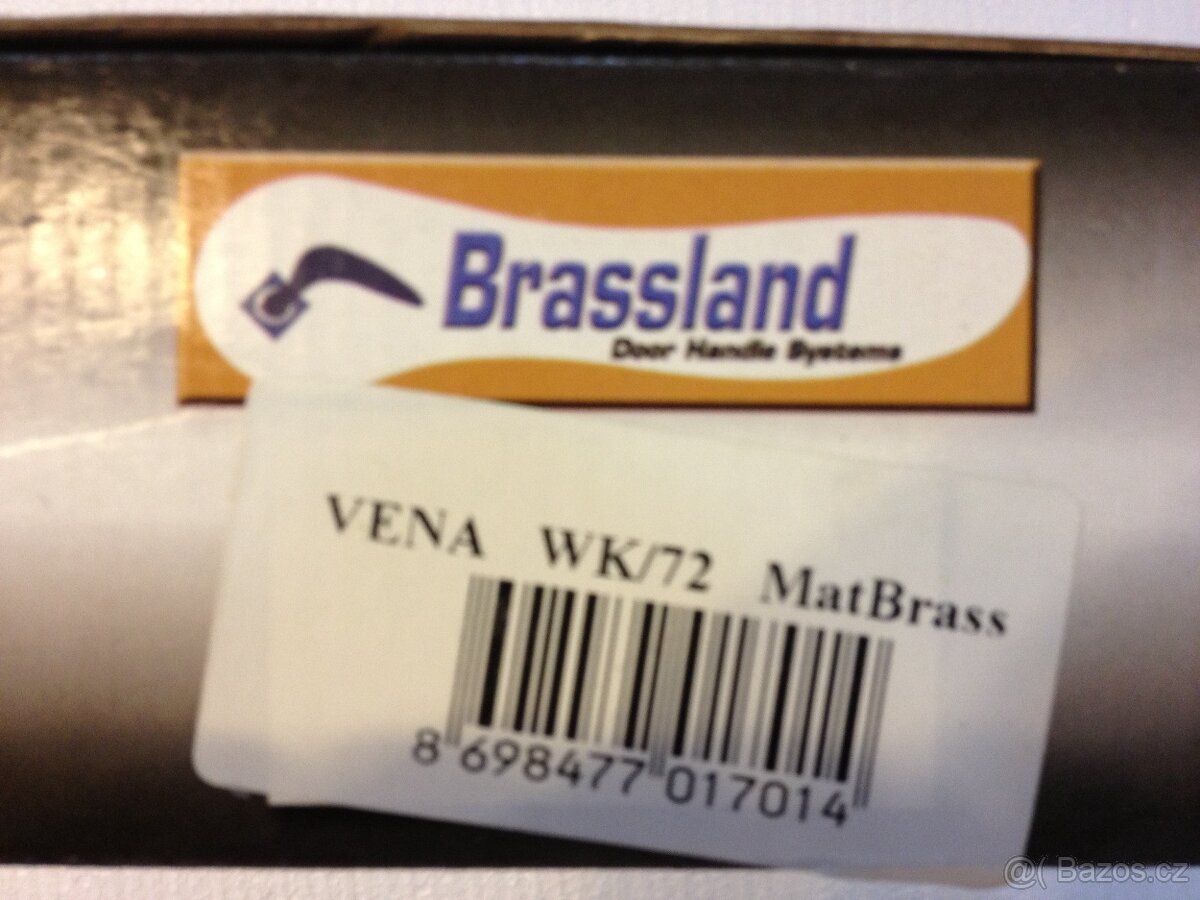 Brassland
Door Handle Systems
VENA WK/72 MatBrass
8 698477 017014
@( Bazos.cz